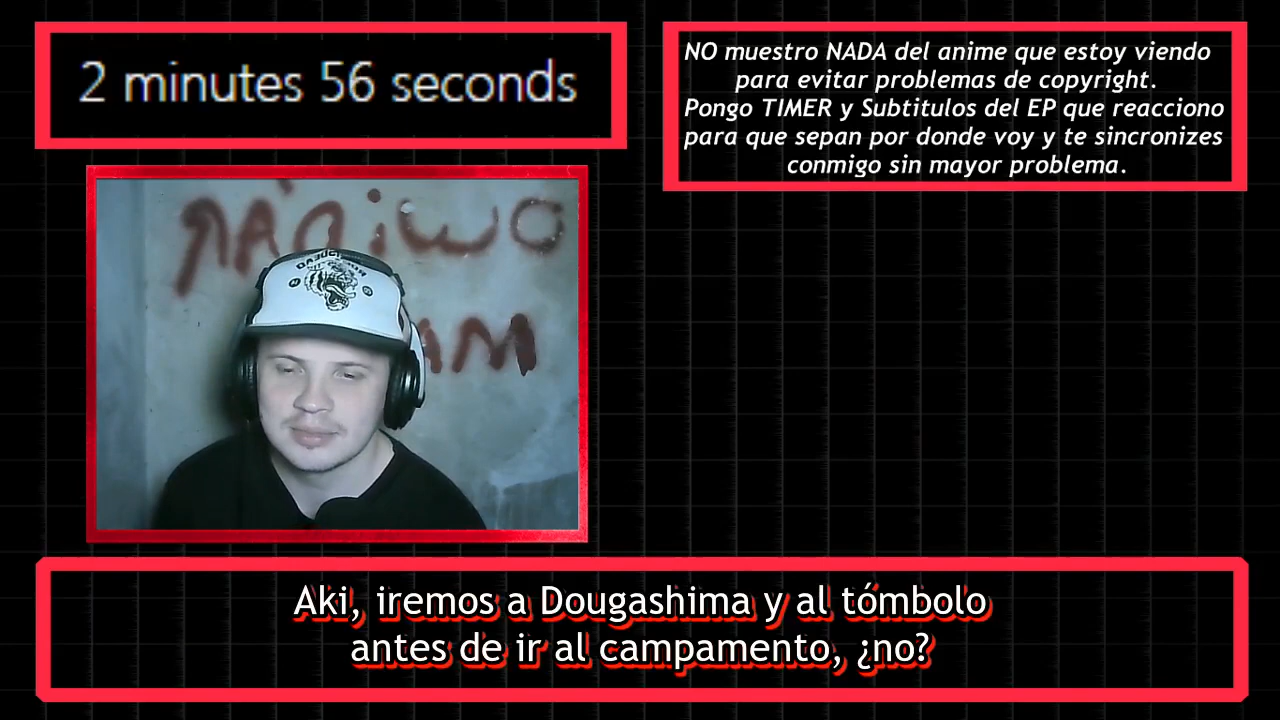 2 minutes 56 seconds
NO muestro NADA del anime que estoy viendo
para evitar problemas de copyright.
Pongo TIMER y Subtitulos del EP que reacciono
para que sepan por donde voy y te sincronizes
conmigo sin mayor problema.
Aki, iremos a Dougashima y al tómbolo
antes de ir al campamento, ¿no?